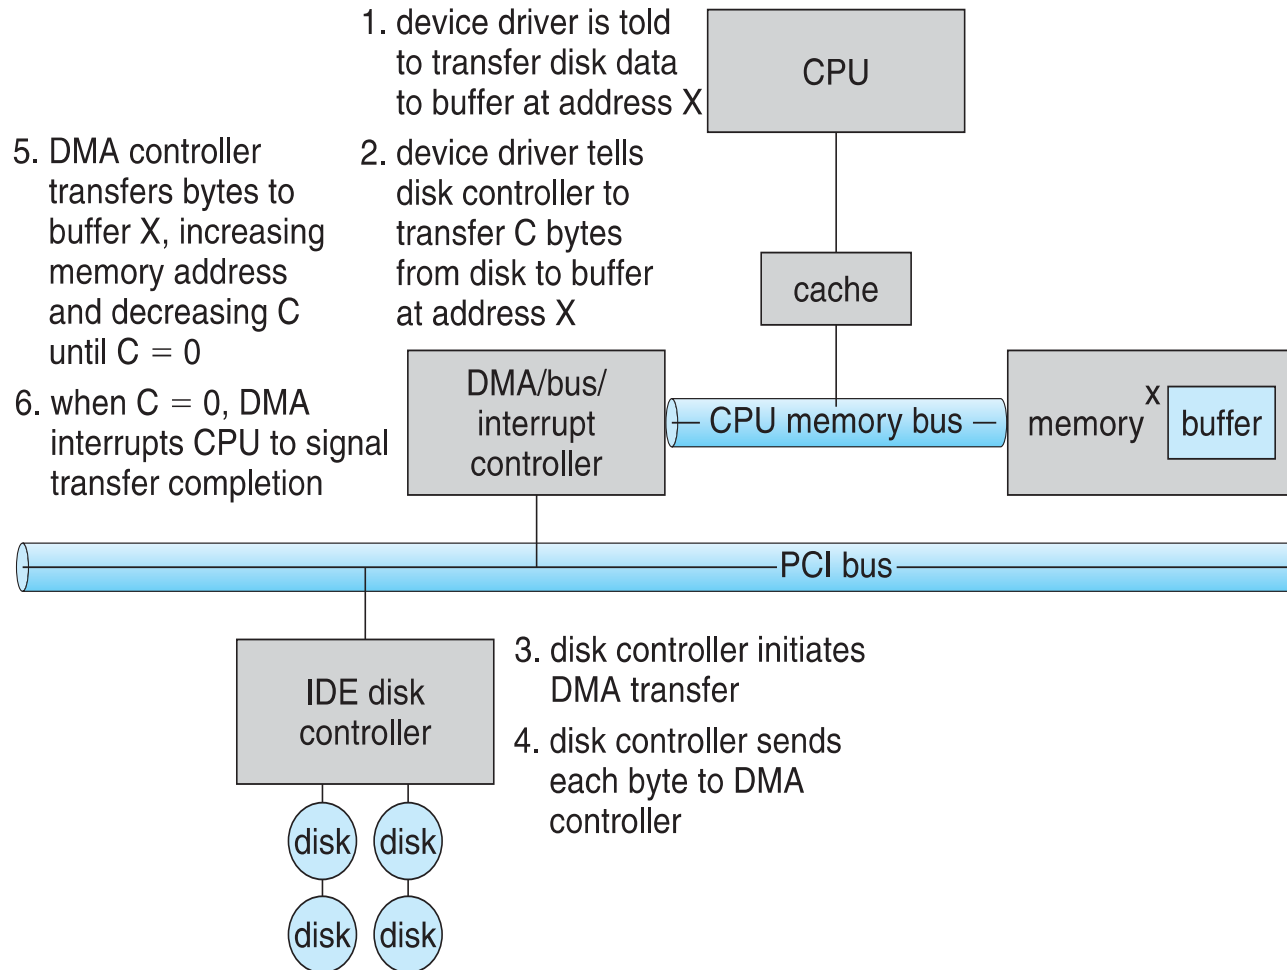 1. device driver is told
to transfer disk data
to buffer at address X
CPU
5. DMA controller
transfers bytes to
buffer X, increasing
memory address
and decreasing C
until C = 0
2. device driver tells
disk controller to
transfer C bytes
from disk to buffer
at address X
cache
6. when C = 0, DMA
interrupts CPU to signal
transfer completion
DMA/bus/
interrupt
controller
CPU memory bus
memory
x
buffer
PCI bus
IDE disk
controller
3. disk controller initiates
DMA transfer
4. disk controller sends
each byte to DMA
controller
disk
disk
disk
disk